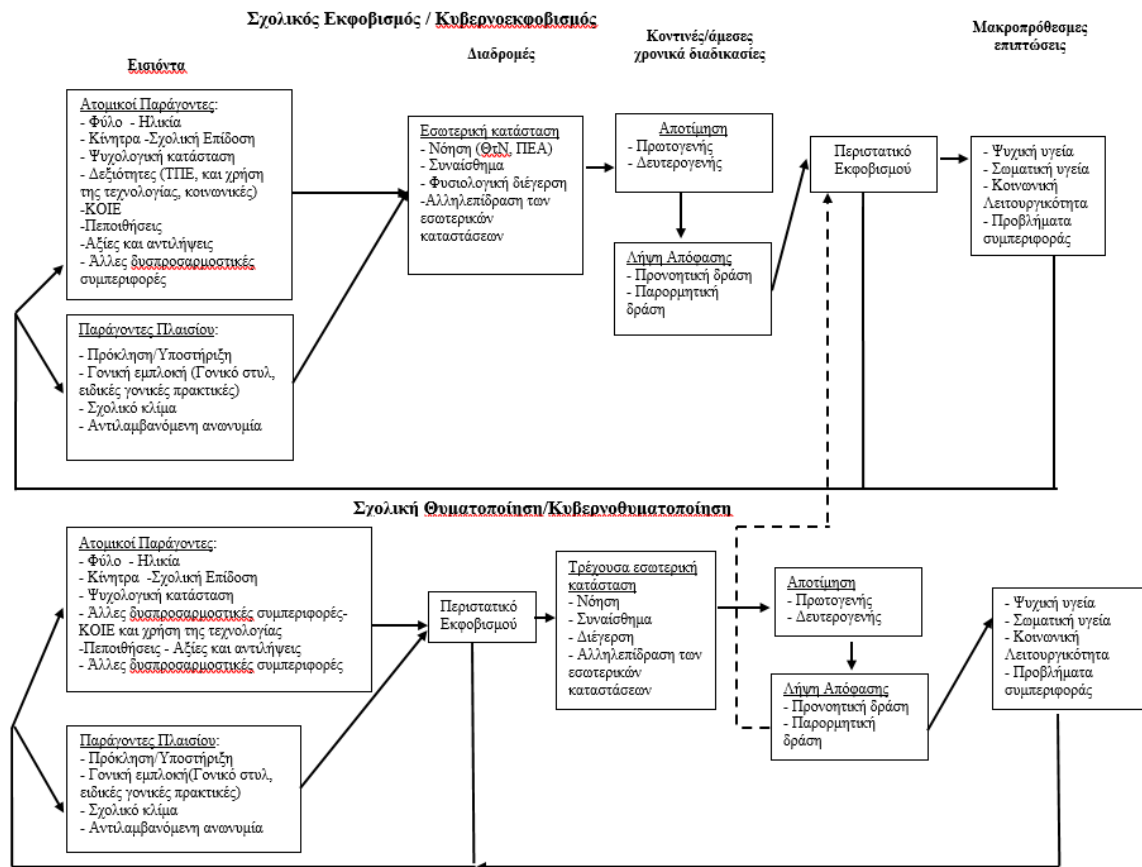 Σχολικός Εκφοβισμός / Κυβερνοεκφοβισμός
Εισιόντα
Διαδρομές
Κοντινές/άμεσες
χρονικά διαδικασίες
Μακροπρόθεσμες
επιπτώσεις
Ατομικοί Παράγοντες:
- Φύλο - Ηλικία
- Κίνητρα -Σχολική Επίδοση
- Ψυχολογική κατάσταση
- Δεξιότητες (ΤΠΕ, και χρήση
της τεχνολογίας, κοινωνικές)
-ΚΟΙΕ
-Πεποιθήσεις
-Αξίες και αντιλήψεις
- Άλλες δυσπροσαρμοστικές
συμπεριφορές
Παράγοντες Πλαισίου:
- Πρόκληση/Υποστήριξη
- Γονική εμπλοκή (Γονικό στυλ,
ειδικές γονικές πρακτικές)
- Σχολικό κλίμα
- Αντιλαμβανόμενη ανωνυμία
Εσωτερική κατάσταση
- Νόηση (ΘτΝ, ΠΕΑ)
- Συναίσθημα
- Φυσιολογική διέγερση
-Αλληλεπίδραση των
εσωτερικών
καταστάσεων
Αποτίμηση
- Πρωτογενής
- Δευτερογενής
Λήψη Απόφασης
- Προνοητική δράση
- Παρορμητική
δράση
Περιστατικό
Εκφοβισμού
- Ψυχική υγεία
- Σωματική υγεία
- Κοινωνική
Λειτουργικότητα
- Προβλήματα
συμπεριφοράς
Σχολική Θυματοποίηση/Κυβερνοθυματοποίηση
Ατομικοί Παράγοντες:
- Φύλο - Ηλικία
- Κίνητρα -Σχολική Επίδοση
- Ψυχολογική κατάσταση
- Άλλες δυσπροσαρμοστικές συμπεριφορές-
ΚΟΙΕ και χρήση της τεχνολογίας
-Πεποιθήσεις - Αξίες και αντιλήψεις
- Άλλες δυσπροσαρμοστικές συμπεριφορές
Παράγοντες Πλαισίου:
- Πρόκληση/Υποστήριξη
- Γονική εμπλοκή(Γονικό στυλ,
ειδικές γονικές πρακτικές)
- Σχολικό κλίμα
- Αντιλαμβανόμενη ανωνυμία
Περιστατικό
Εκφοβισμού
Τρέχουσα εσωτερική
κατάσταση
- Νόηση
- Συναίσθημα
- Διέγερση
- Αλληλεπίδραση των
εσωτερικών
καταστάσεων
Αποτίμηση
- Πρωτογενής
- Δευτερογενής
Λήψη Απόφασης
- Προνοητική δράση
- Παρορμητική
δράση
- Ψυχική υγεία
- Σωματική υγεία
- Κοινωνική
Λειτουργικότητα
- Προβλήματα
συμπεριφοράς